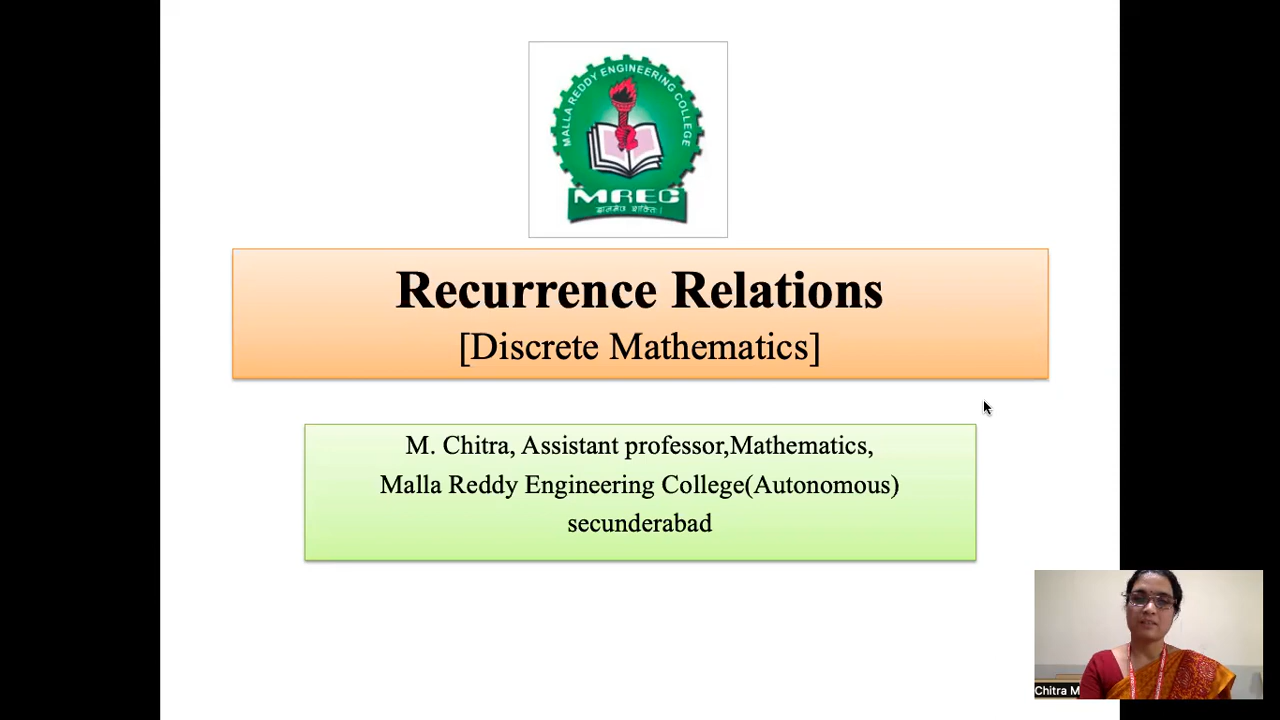 MALLA REDDY ENGINEERING COLLEGE
MREC
Recurrence Relations
[Discrete Mathematics]
M. Chitra, Assistant professor,Mathematics,
Malla Reddy Engineering College(Autonomous)
secunderabad
Chitra M